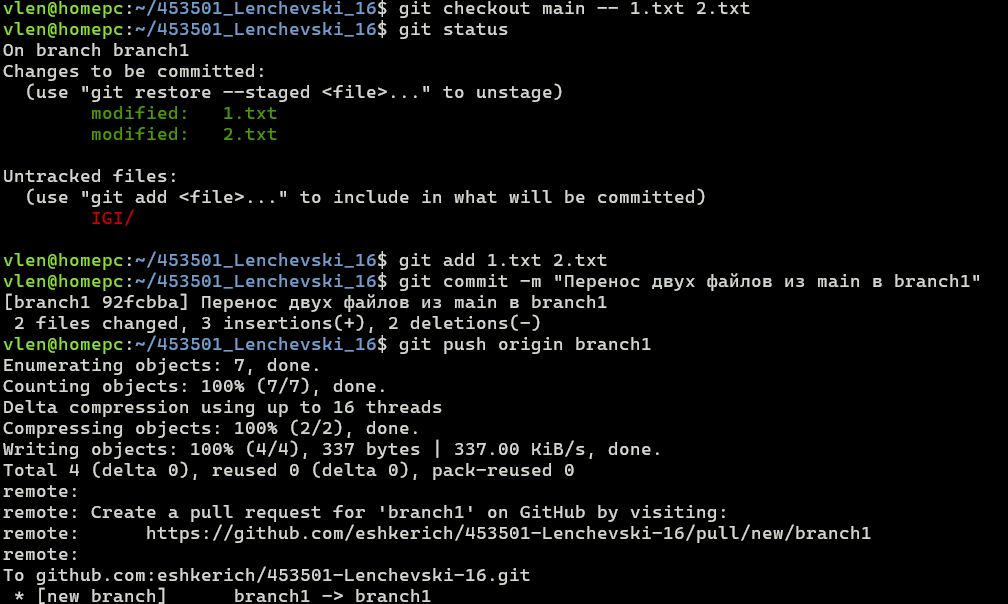 vlen@homepc:~/453501_Lenchevski_16$ git checkout main -- 1.txt 2.txt
vlen@homepc:~/453501_Lenchevski_16$ git status
On branch branch1
Changes to be committed:
  (use "git restore --staged <file>..." to unstage)
        modified:   1.txt
        modified:   2.txt

Untracked files:
  (use "git add <file>..." to include in what will be committed)
        IGI/

vlen@homepc:~/453501_Lenchevski_16$ git add 1.txt 2.txt
vlen@homepc:~/453501_Lenchevski_16$ git commit -m "Перенос двух файлов из main в branch1"
[branch1 92fcbba] Перенос двух файлов из main в branch1
 2 files changed, 3 insertions(+), 2 deletions(-)
vlen@homepc:~/453501_Lenchevski_16$ git push origin branch1
Enumerating objects: 7, done.
Counting objects: 100% (7/7), done.
Delta compression using up to 16 threads
Compressing objects: 100% (2/2), done.
Writing objects: 100% (4/4), 337 bytes | 337.00 KiB/s, done.
Total 4 (delta 0), reused 0 (delta 0), pack-reused 0
remote:
remote: Create a pull request for 'branch1' on GitHub by visiting:
remote:      https://github.com/eshkerich/453501-Lenchevski-16/pull/new/branch1
remote:
To github.com:eshkerich/453501-Lenchevski-16.git
 * [new branch]      branch1 -> branch1